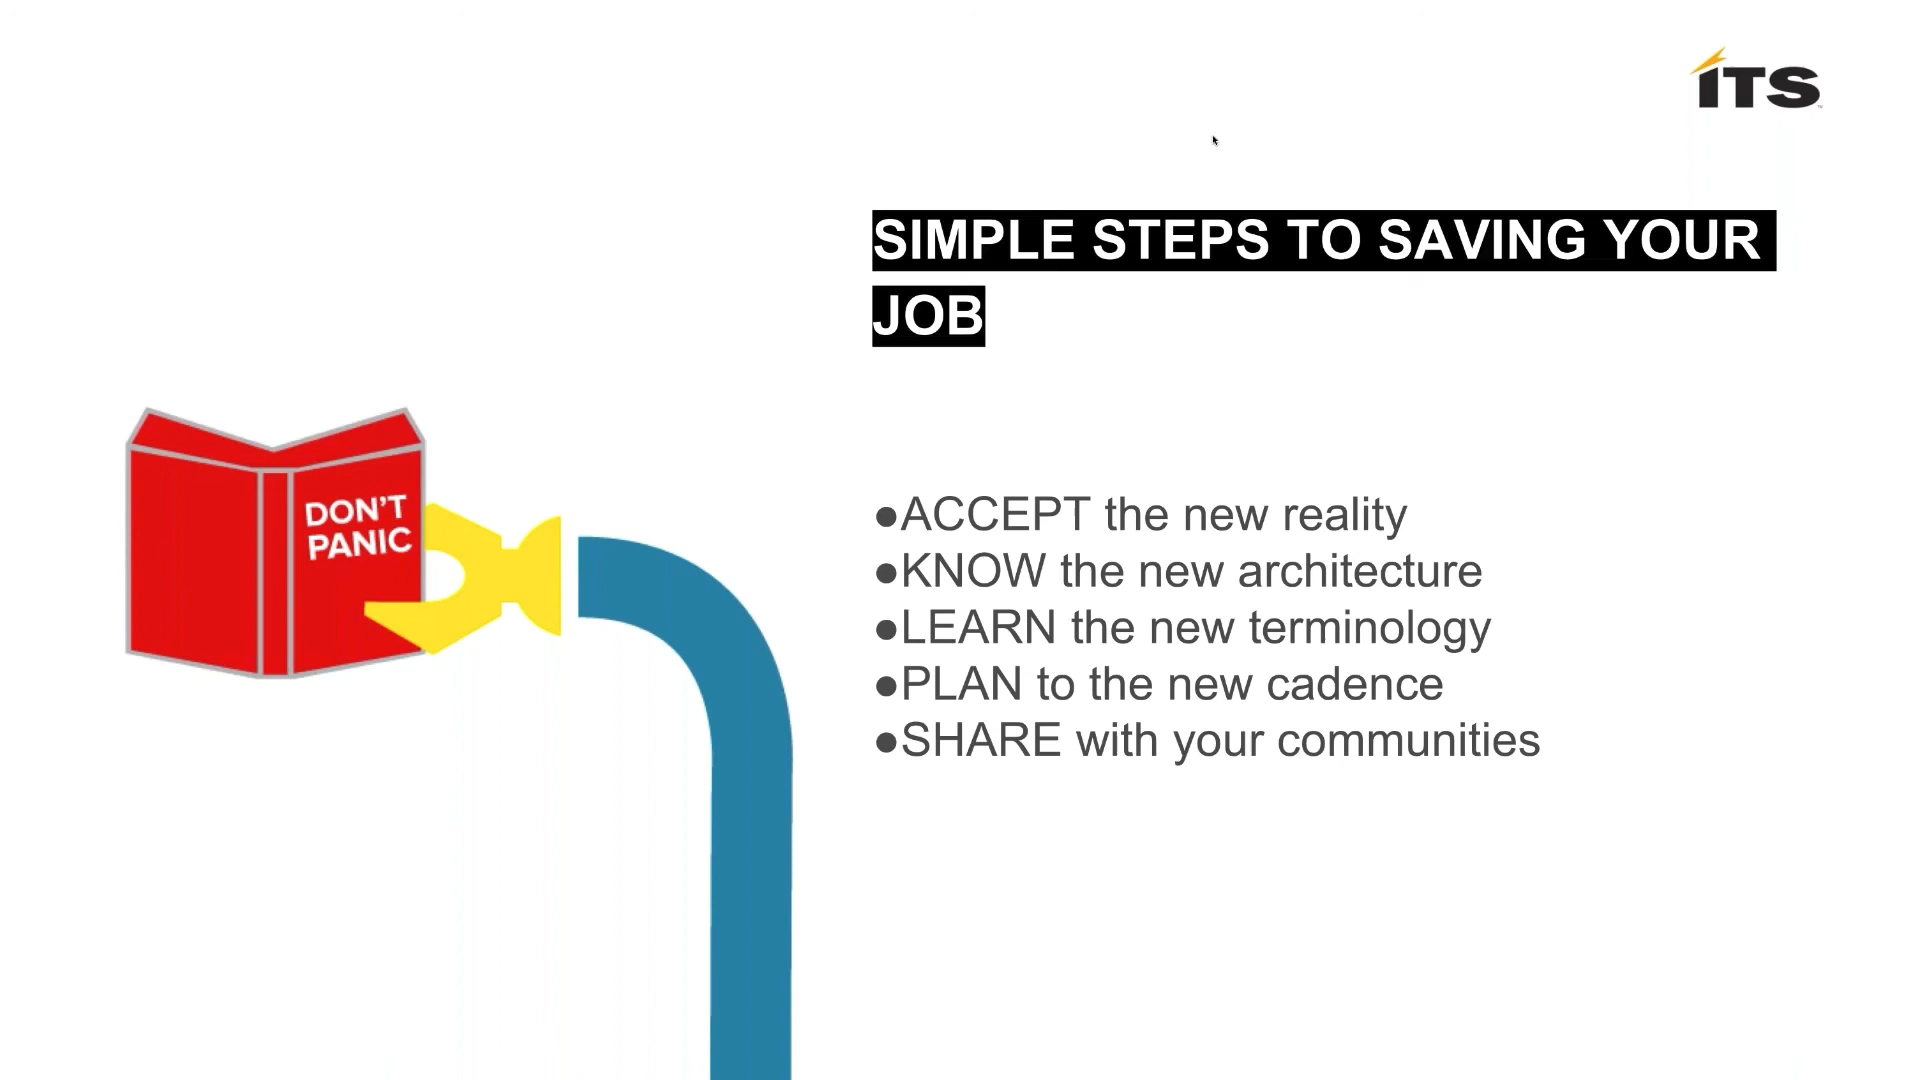 iTS
SIMPLE STEPS TO SAVING YOUR
JOB
DON'T
PANIC
●ACCEPT the new reality
●KNOW the new architecture
●LEARN the new terminology
●PLAN to the new cadence
●SHARE with your communities